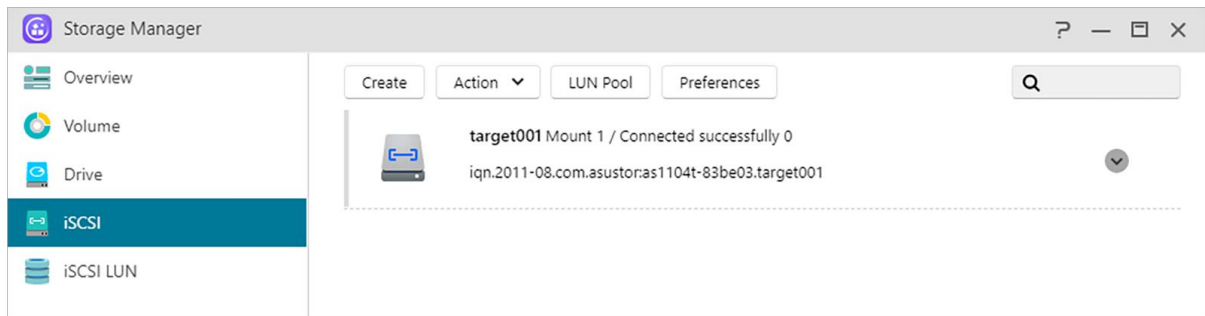 Storage Manager
Overview
Volume
Drive
iSCSI
iSCSI LUN
Create Action LUN Pool Preferences
target001 Mount 1 / Connected successfully 0
iqn.2011-08.com.asustor:as1104t-83be03.target001